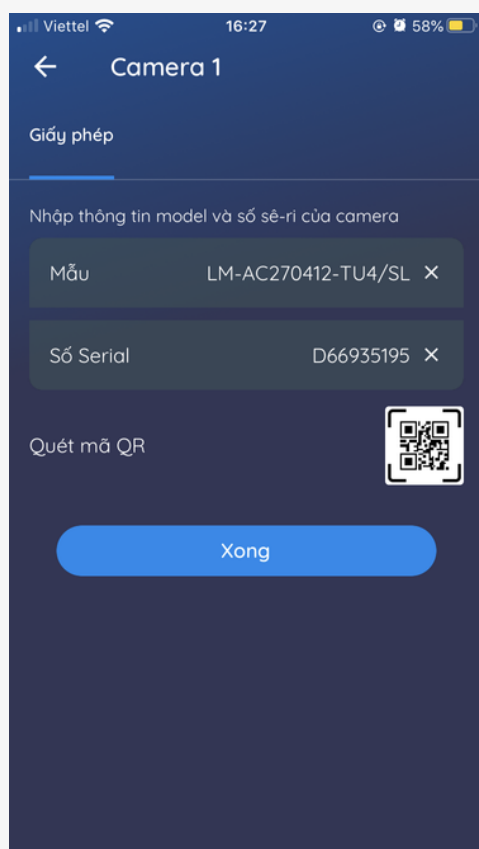 Viettel 16:27 58%
Camera 1
Giấy phép
Nhập thông tin model và số sê-ri của camera
Mẫu LM-AC270412-TU4/SL
Số Serial D66935195
Quét mã QR
Xong